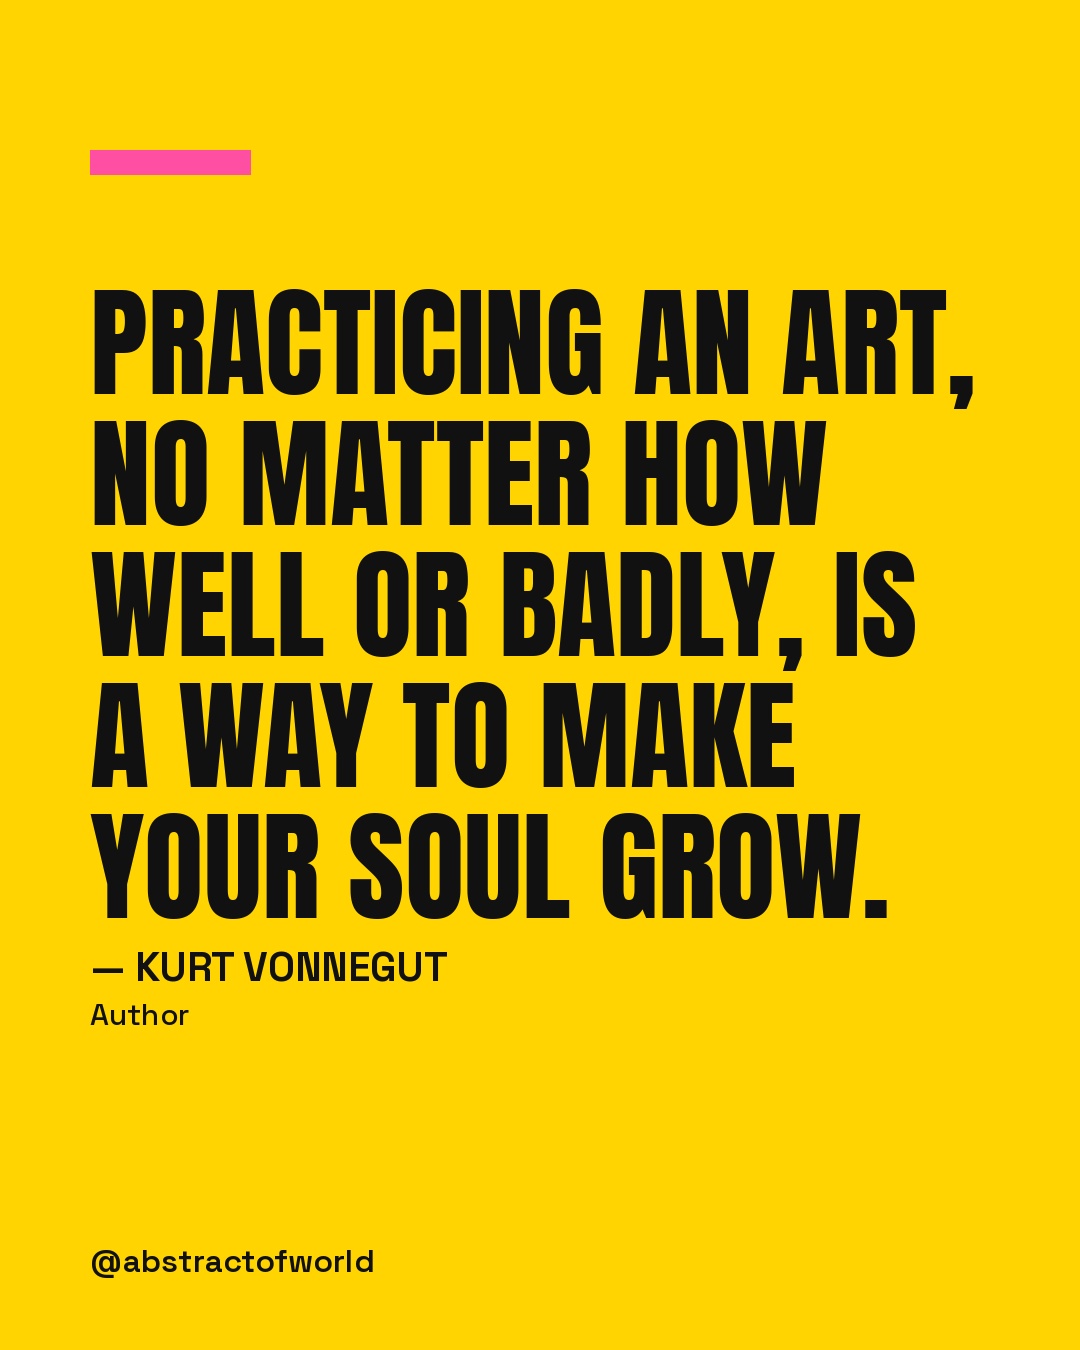 PRACTICING AN ART,
NO MATTER HOW
WELL OR BADLY, IS
A WAY TO MAKE
YOUR SOUL GROW.
— KURT VONNEGUT
Author
@abstractofworld